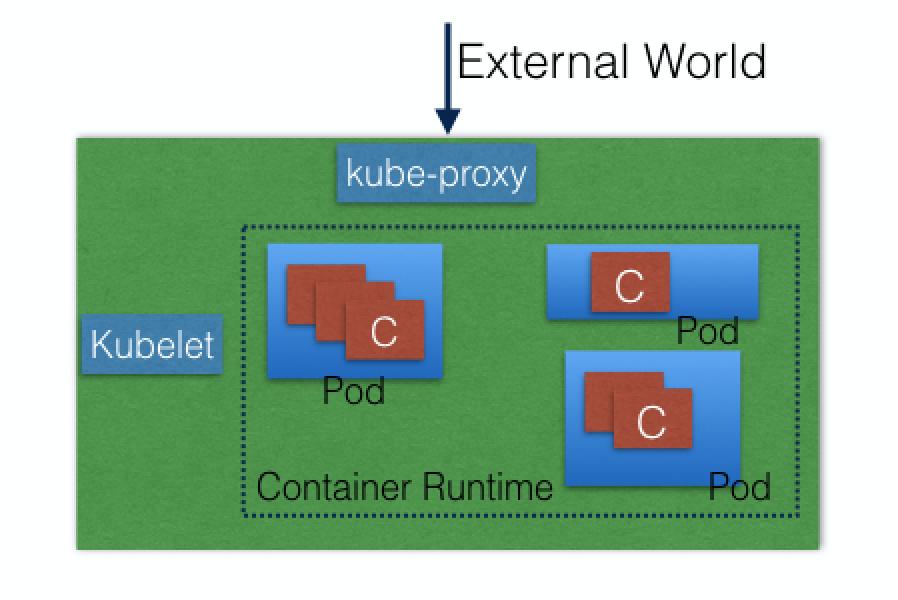 External World
kube-proxy
Kubelet
C
Pod
C
Pod
C
Pod
Container Runtime